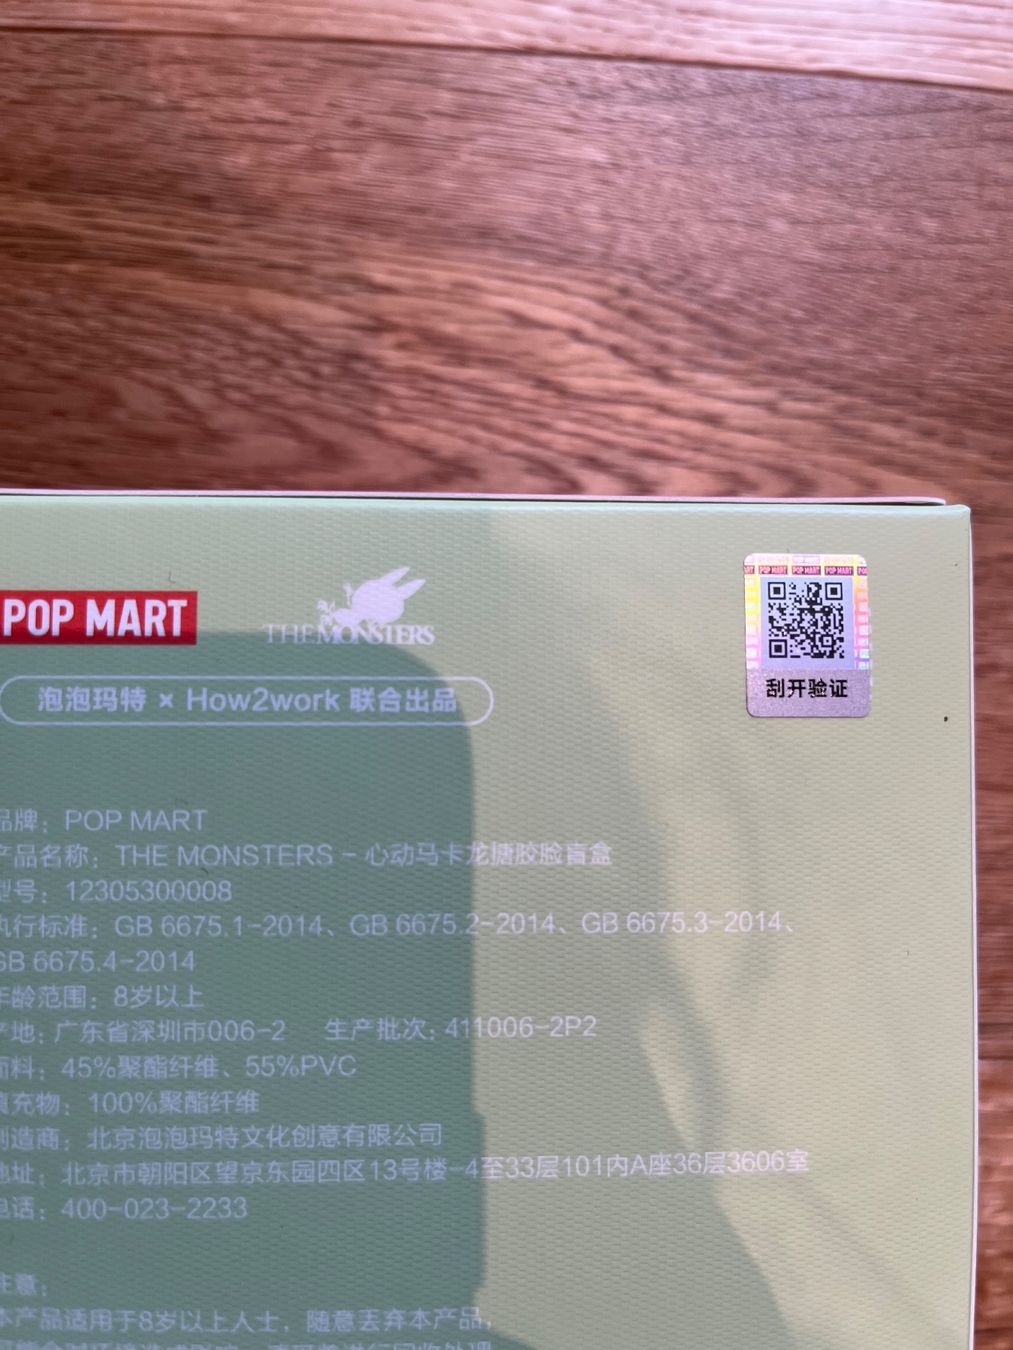 POP MART
THE MONSTERS
POP MART POP MART POP MART
刮开验证
泡泡玛特 × How2work 联合出品
品牌：POP MART
产品名称：THE MONSTERS – 心动马卡龙搪胶脸盲盒
型号：12305300008
执行标准：GB 6675.1–2014、GB 6675.2–2014、GB 6675.3–2014、
GB 6675.4–2014
年龄范围：8岁以上
产地：广东省深圳市006–2 生产批次：411006–2P2
面料：45%聚酯纤维、55%PVC
填充物：100%聚酯纤维
制造商：北京泡泡玛特文化创意有限公司
地址：北京市朝阳区望京东园四区13号楼–4至33层101内A座36层3606室
电话：400–023–2233
注意：
本产品适用于8岁以上人士，随意丢弃本产品，